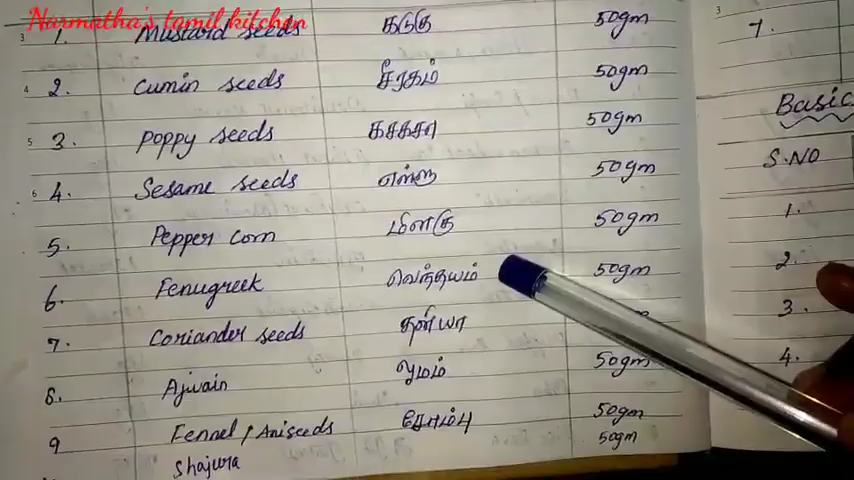 Narmatha's tamil kitchen
1. Mustard seeds கடுகு 50gm
2. Cumin seeds சீரகம் 50gm
3. Poppy seeds கசகசா 50gm
4. Sesame seeds எள்ளு 50gm
5. Pepper corn மிளகு 50gm
6. Fenugreek வெந்தயம் 50gm
7. Coriander seeds தனியா
8. Ajwain ஓமம் 50gm
9 Fennel / Aniseeds சோம்பு 50gm
Shajura 50gm
7.
Basic
S.NO
1.
2.
3.
4.